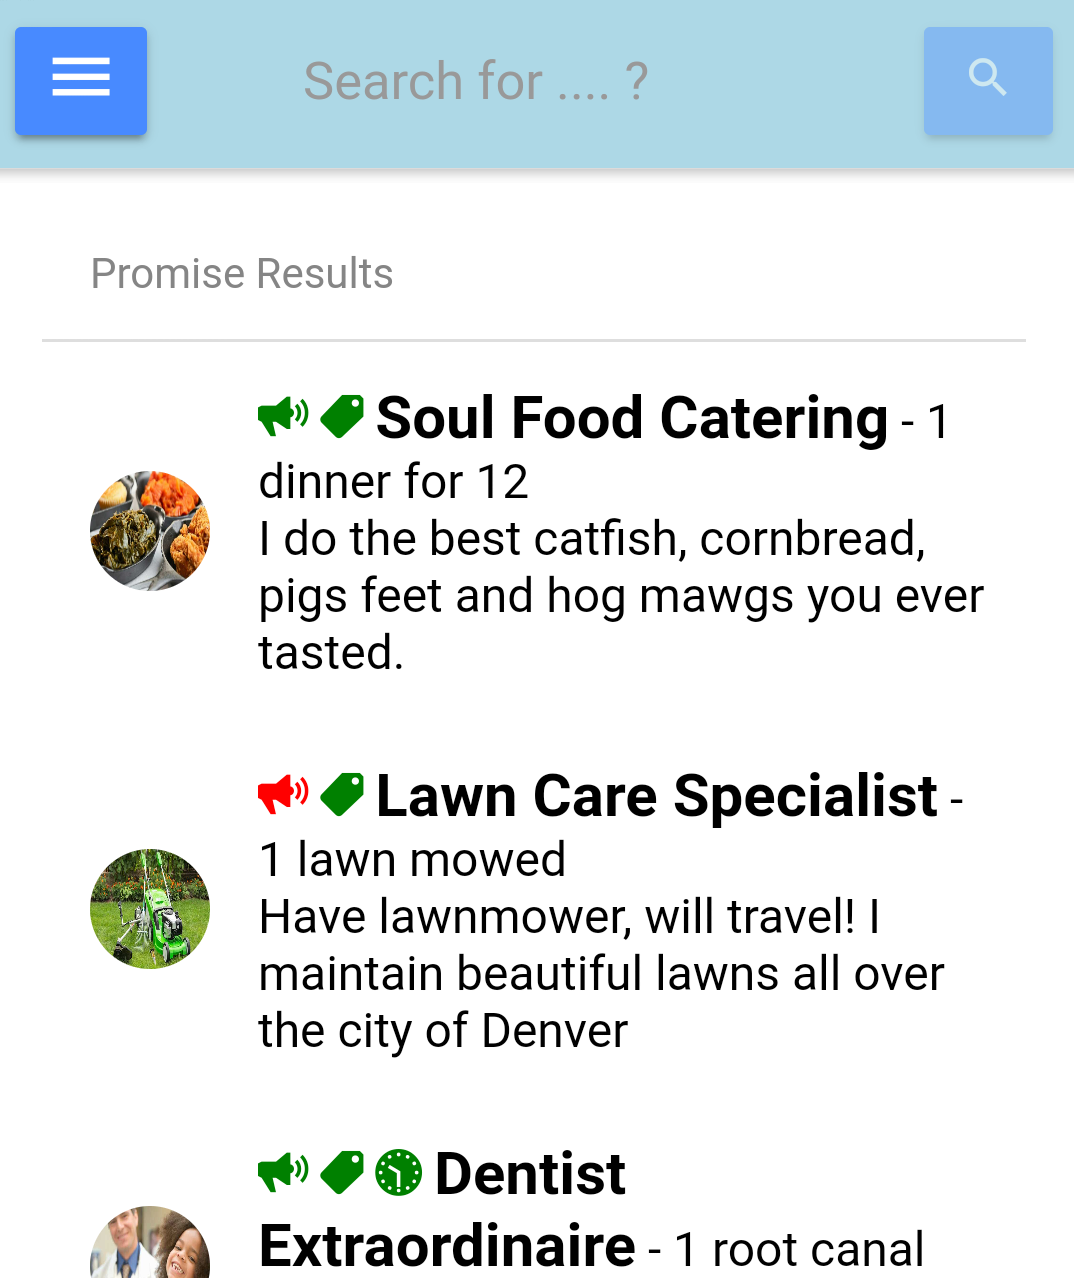 Search for .... ?
Promise Results
Soul Food Catering - 1
dinner for 12
I do the best catfish, cornbread,
pigs feet and hog mawgs you ever
tasted.
Lawn Care Specialist -
1 lawn mowed
Have lawnmower, will travel! I
maintain beautiful lawns all over
the city of Denver
Dentist
Extraordinaire - 1 root canal